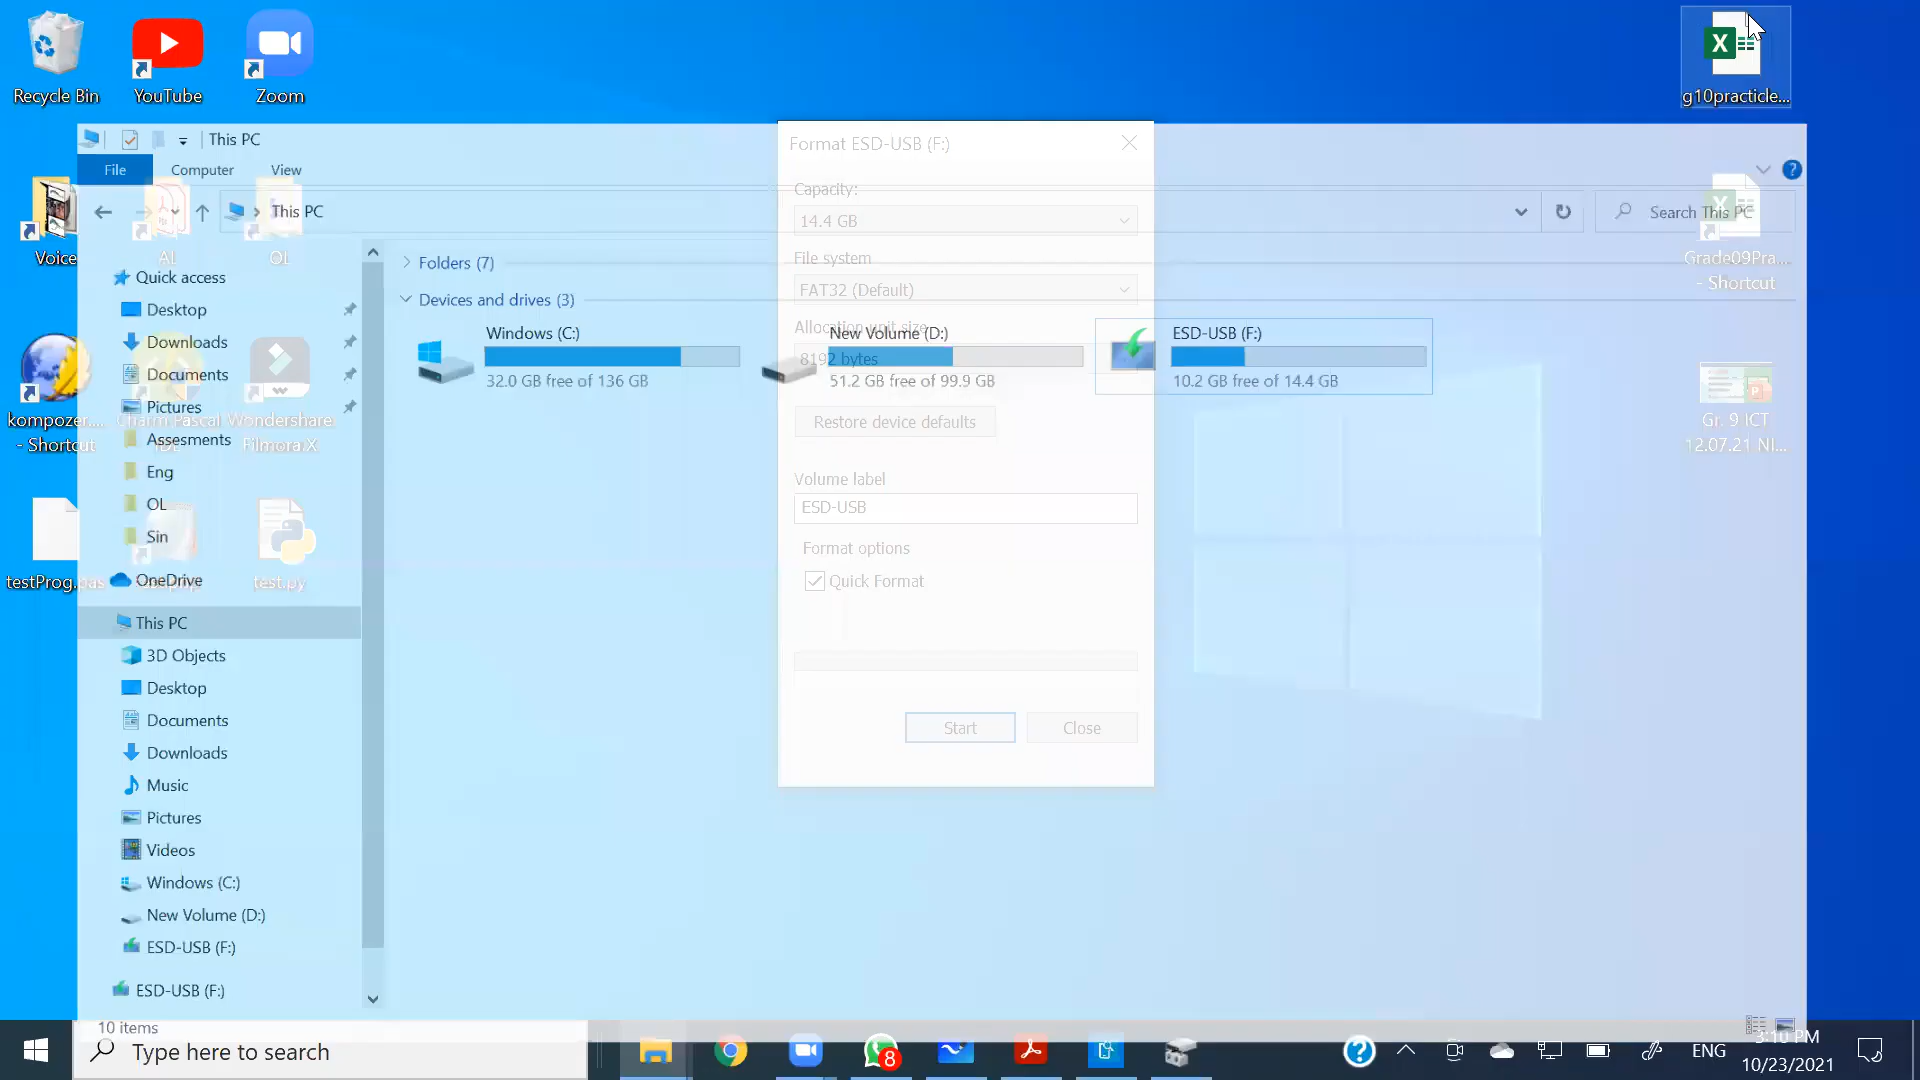 Recycle Bin
YouTube
Zoom
g10practicle...
This PC
File
Computer
View
This PC
Search This PC
Format ESD-USB (F:)
Capacity:
14.4 GB
File system
FAT32 (Default)
Allocation unit size
8192 bytes
Restore device defaults
Volume label
ESD-USB
Format options
Quick Format
Start
Close
Voice
AL
OL
Grade09Pra...
- Shortcut
Quick access
Desktop
Downloads
Documents
Pictures
Assesments
Eng
OL
Sin
OneDrive
This PC
3D Objects
Desktop
Documents
Downloads
Music
Pictures
Videos
Windows (C:)
New Volume (D:)
ESD-USB (F:)
ESD-USB (F:)
Folders (7)
Devices and drives (3)
Windows (C:)
32.0 GB free of 136 GB
New Volume (D:)
51.2 GB free of 99.9 GB
ESD-USB (F:)
10.2 GB free of 14.4 GB
kompozer....
- Shortcut
Charm Pascal
IDE
Wondershare
Filmora X
Gr. 9 ICT
12.07.21 NI...
testProg.pas
test.py
10 items
Type here to search
8
ENG
3:10 PM
10/23/2021